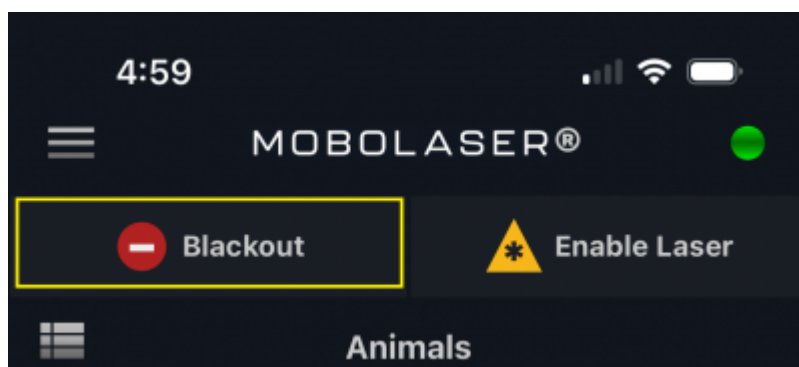 4:59
MOBOLASER®
Blackout
Enable Laser
Animals